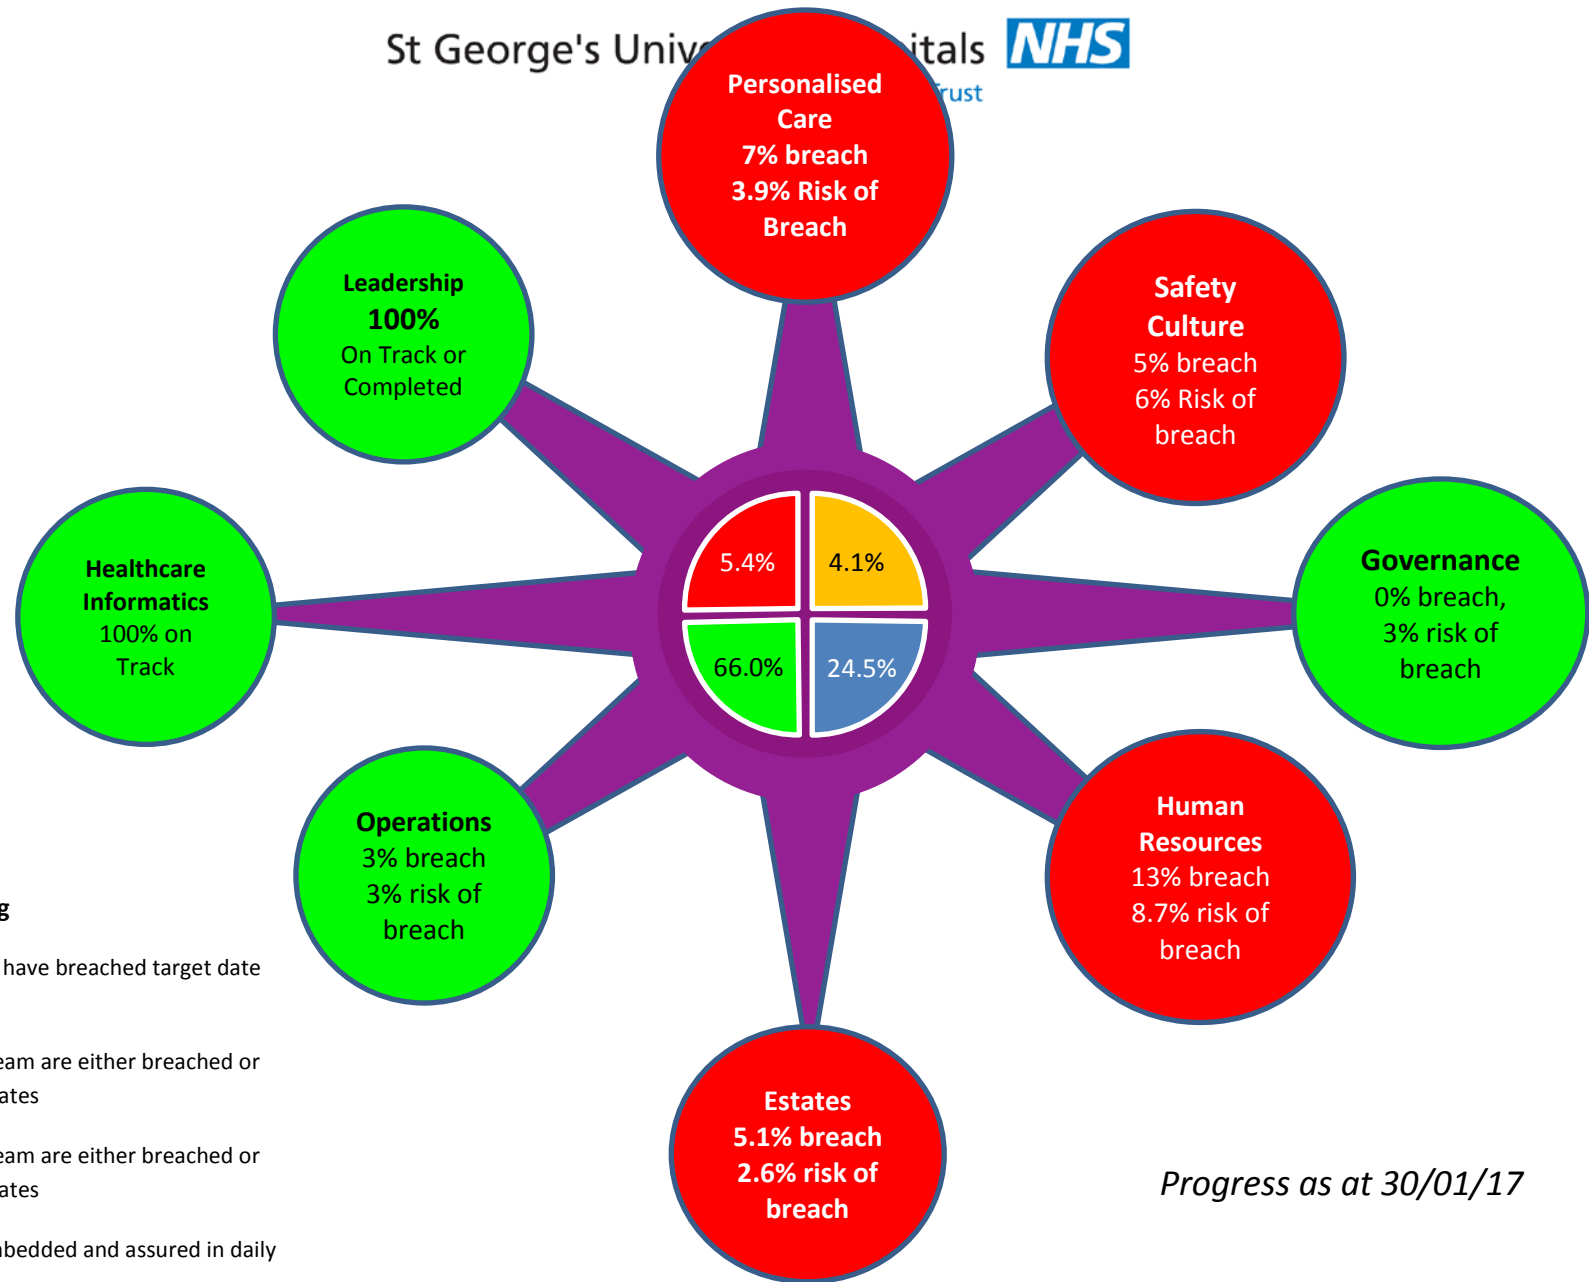 St George's Univ itals NHS
rust
Personalised
Care
7% breach
3.9% Risk of
Breach
Leadership
100%
On Track or
Completed
Safety
Culture
5% breach
6% Risk of
breach
Healthcare
Informatics
100% on
Track
5.4%
4.1%
66.0%
24.5%
Governance
0% breach,
3% risk of
breach
Operations
3% breach
3% risk of
breach
Human
Resources
13% breach
8.7% risk of
breach
g
have breached target date
eam are either breached or
ates
eam are either breached or
ates
bedded and assured in daily
Estates
5.1% breach
2.6% risk of
breach
Progress as at 30/01/17